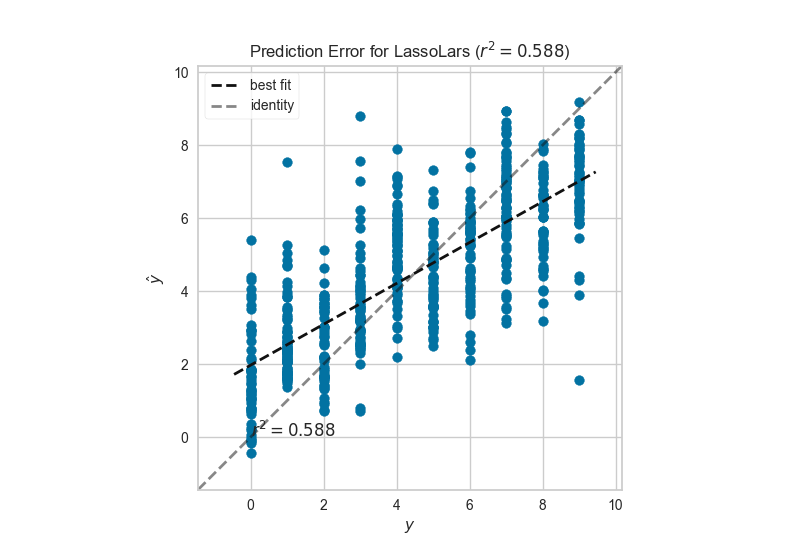 Prediction Error for LassoLars (r² = 0.588)
best fit
identity
10
8
6
4
2
0
ŷ
r² = 0.588
0 2 4 6 8 10
y